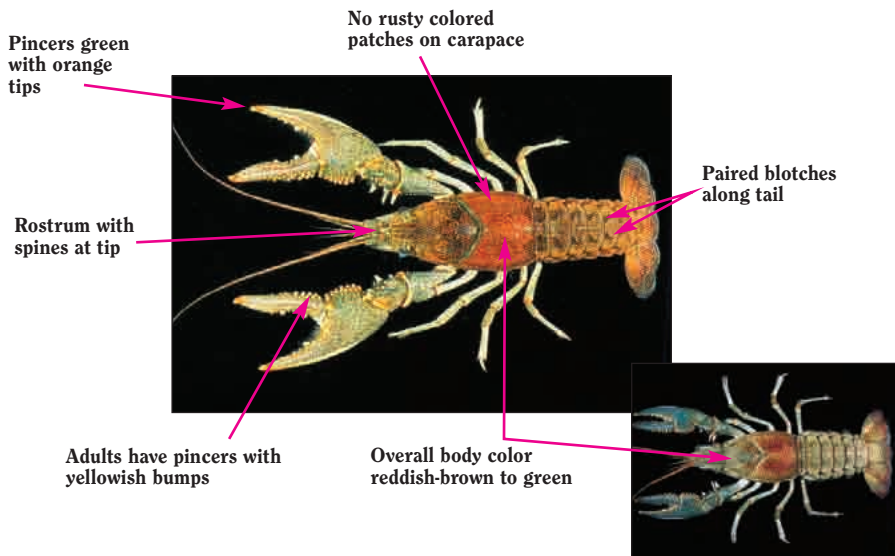 No rusty colored
patches on carapace
Pincers green
with orange
tips
Paired blotches
along tail
Rostrum with
spines at tip
Adults have pincers with
yellowish bumps
Overall body color
reddish-brown to green